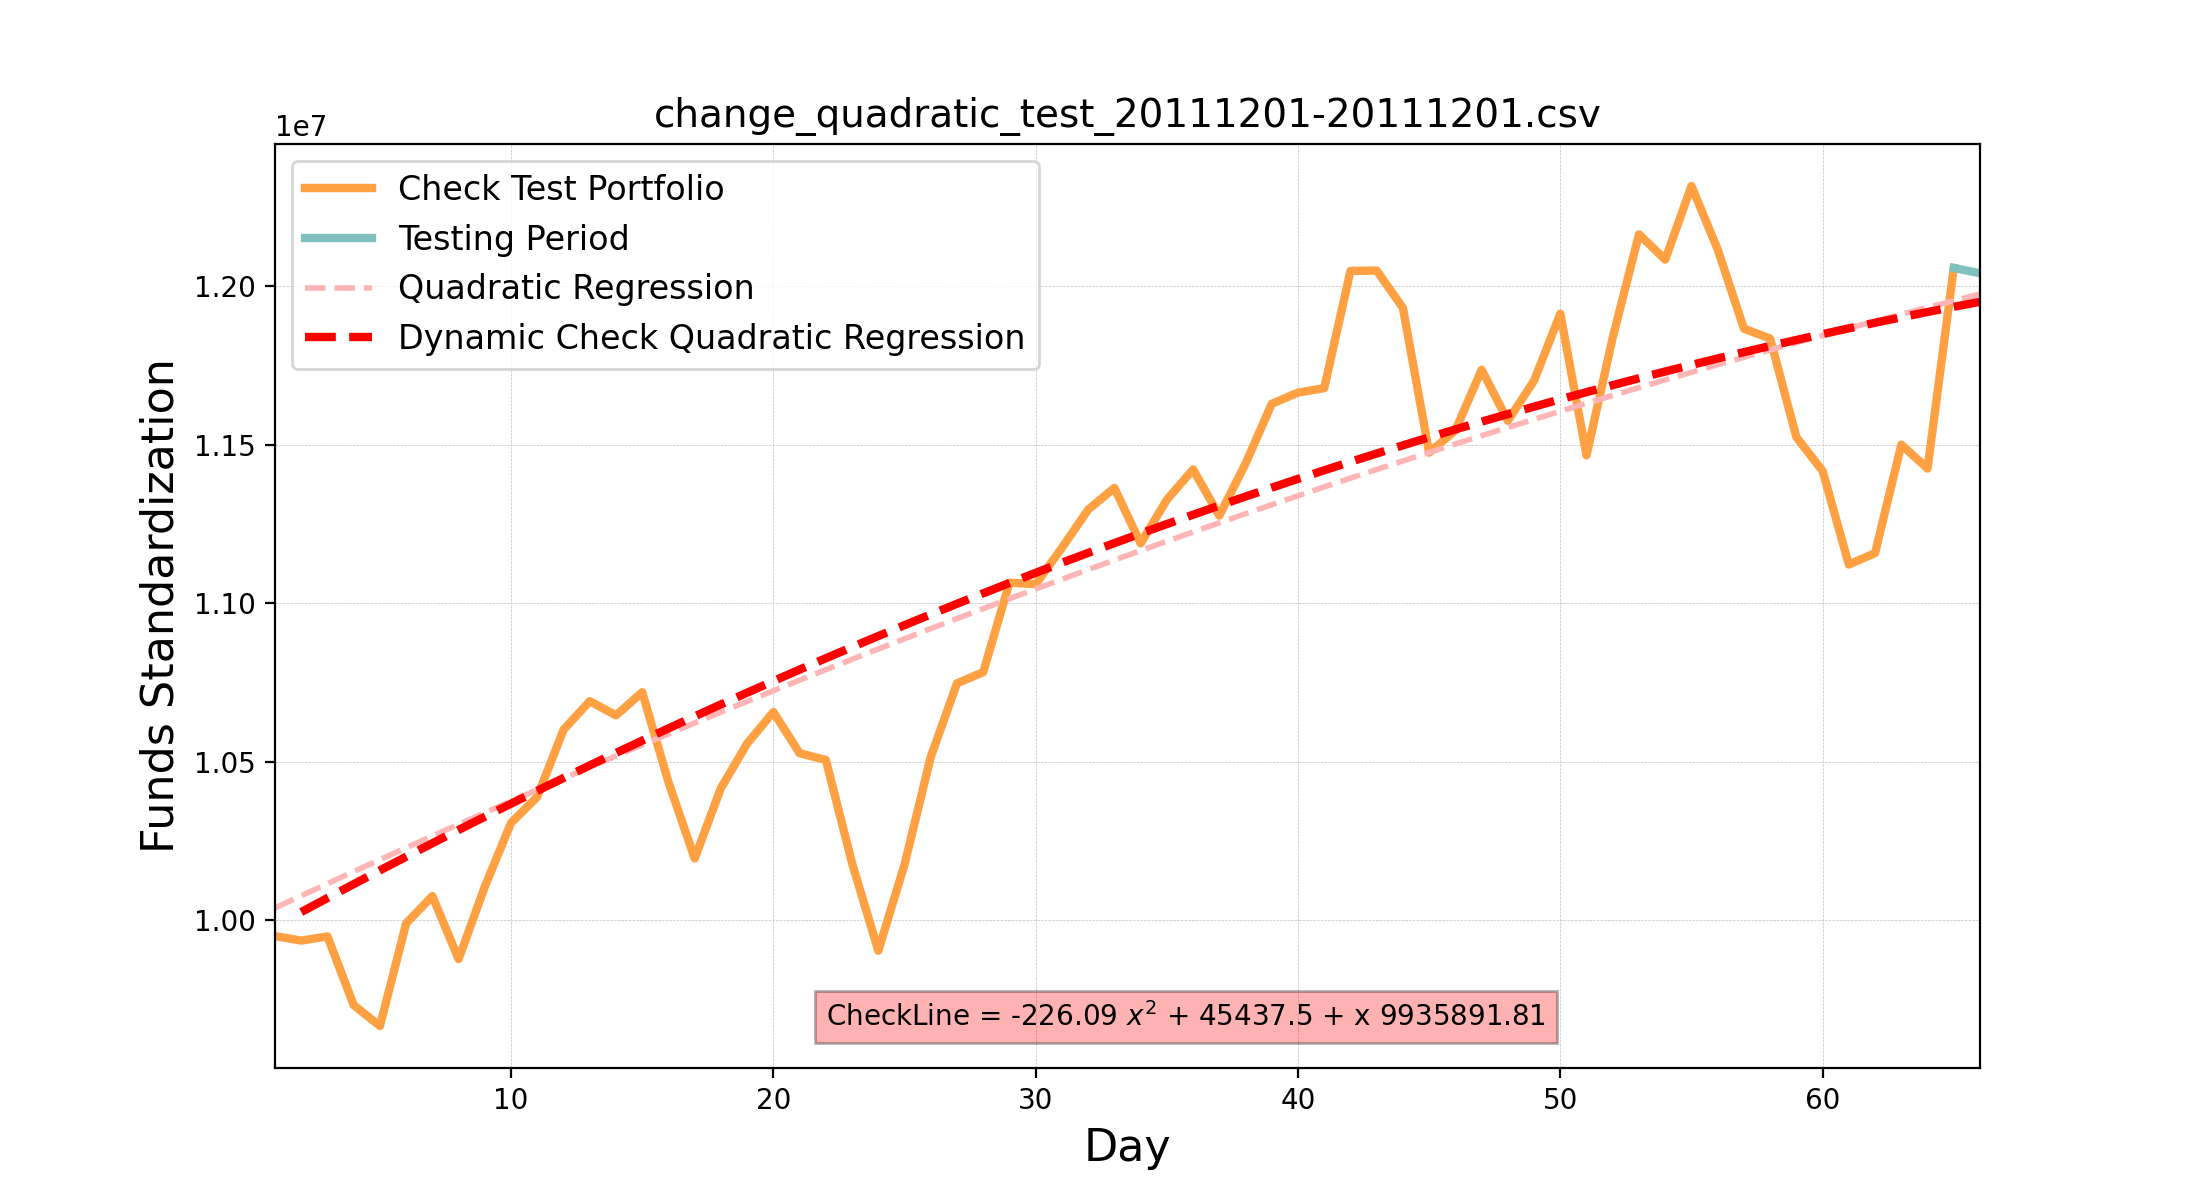 change_quadratic_test_20111201-20111201.csv
1e7
Check Test Portfolio
Testing Period
Quadratic Regression
Dynamic Check Quadratic Regression
1.20
1.15
1.10
1.05
1.00
Funds Standardization
CheckLine = -226.09 x² + 45437.5 + x 9935891.81
10 20 30 40 50 60
Day